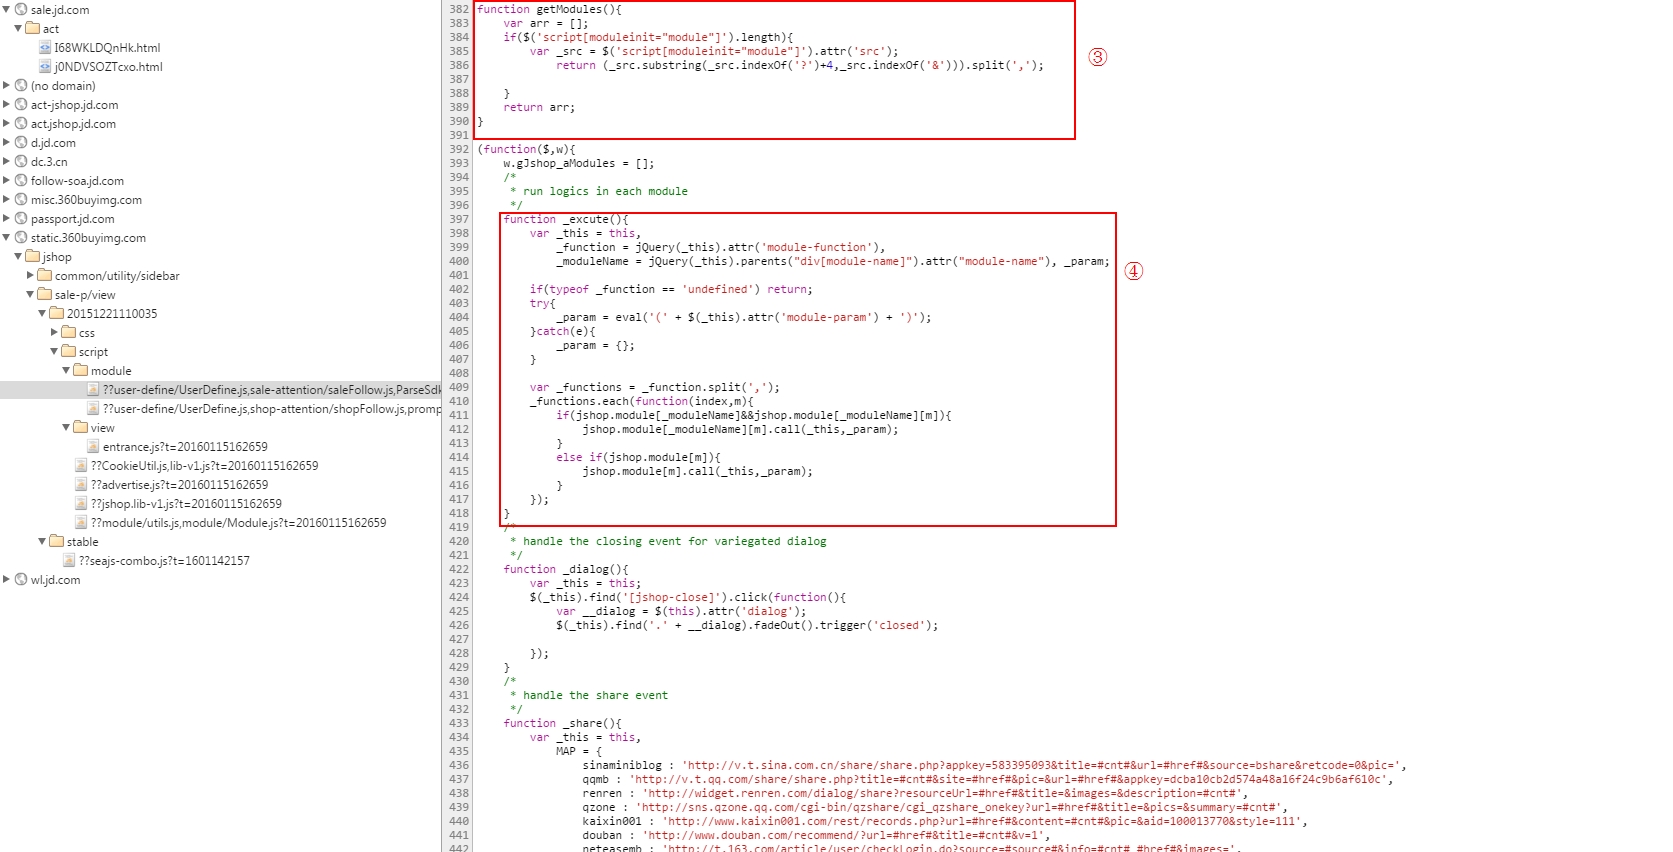 sale.jd.com
act
I68WKLDQnHk.html
j0NDVSOZTcxo.html
(no domain)
act-jshop.jd.com
act.jshop.jd.com
d.jd.com
dc.3.cn
follow-soa.jd.com
misc.360buyimg.com
passport.jd.com
static.360buyimg.com
jshop
common/utility/sidebar
sale-p/view
20151221110035
css
script
module
??user-define/UserDefine.js,sale-attention/saleFollow.js,ParseSdk
??user-define/UserDefine.js,shop-attention/shopFollow.js,promp
view
entrance.js?t=20160115162659
??CookieUtil.js,lib-v1.js?t=20160115162659
??advertise.js?t=20160115162659
??jshop.lib-v1.js?t=20160115162659
??module/utils.js,module/Module.js?t=20160115162659
stable
??seajs-combo.js?t=1601142157
wl.jd.com
382 function getModules(){
383 var arr = [];
384 if($('script[moduleinit="module"]').length){
385 var _src = $('script[moduleinit="module"]').attr('src');
386 return (_src.substring(_src.indexOf('?')+4,_src.indexOf('&'))).split(',');
387
388 }
389 return arr;
390 }
391
③
392 (function($,w){
393 w.gJshop_aModules = [];
394 /*
395 * run logics in each module
396 */
397 function _excute(){
398 var _this = this,
399 _function = jQuery(_this).attr('module-function'),
400 _moduleName = jQuery(_this).parents("div[module-name]").attr("module-name"), _param;
401
④
402 if(typeof _function == 'undefined') return;
403 try{
404 _param = eval('(' + $(_this).attr('module-param') + ')');
405 }catch(e){
406 _param = {};
407 }
408
409 var _functions = _function.split(',');
410 _functions.each(function(index,m){
411 if(jshop.module[_moduleName]&&jshop.module[_moduleName][m]){
412 jshop.module[_moduleName][m].call(_this,_param);
413 }
414 else if(jshop.module[m]){
415 jshop.module[m].call(_this,_param);
416 }
417 });
418 }
419 /*
420 * handle the closing event for variegated dialog
421 */
422 function _dialog(){
423 var _this = this;
424 $(_this).find('[jshop-close]').click(function(){
425 var __dialog = $(this).attr('dialog');
426 $(_this).find('.' + __dialog).fadeOut().trigger('closed');
427
428 });
429 }
430 /*
431 * handle the share event
432 */
433 function _share(){
434 var _this = this,
435 MAP = {
436 sinaminiblog : 'http://v.t.sina.com.cn/share/share.php?appkey=583395093&title=#cnt#&url=#href#&source=bshare&retcode=0&pic=',
437 qqmb : 'http://v.t.qq.com/share/share.php?title=#cnt#&site=#href#&pic=&url=#href#&appkey=dcba10cb2d574a48a16f24c9b6af610c',
438 renren : 'http://widget.renren.com/dialog/share?resourceUrl=#href#&title=&images=&description=#cnt#',
439 qzone : 'http://sns.qzone.qq.com/cgi-bin/qzshare/cgi_qzshare_onekey?url=#href#&title=&pics=&summary=#cnt#',
440 kaixin001 : 'http://www.kaixin001.com/rest/records.php?url=#href#&content=#cnt#&pic=&aid=100013770&style=111',
441 douban : 'http://www.douban.com/recommend/?url=#href#&title=#cnt#&v=1',
442 neteasemb : 'http://t.163.com/article/user/checkLogin.do?source=#source#&info=#cnt# #href#&images=',